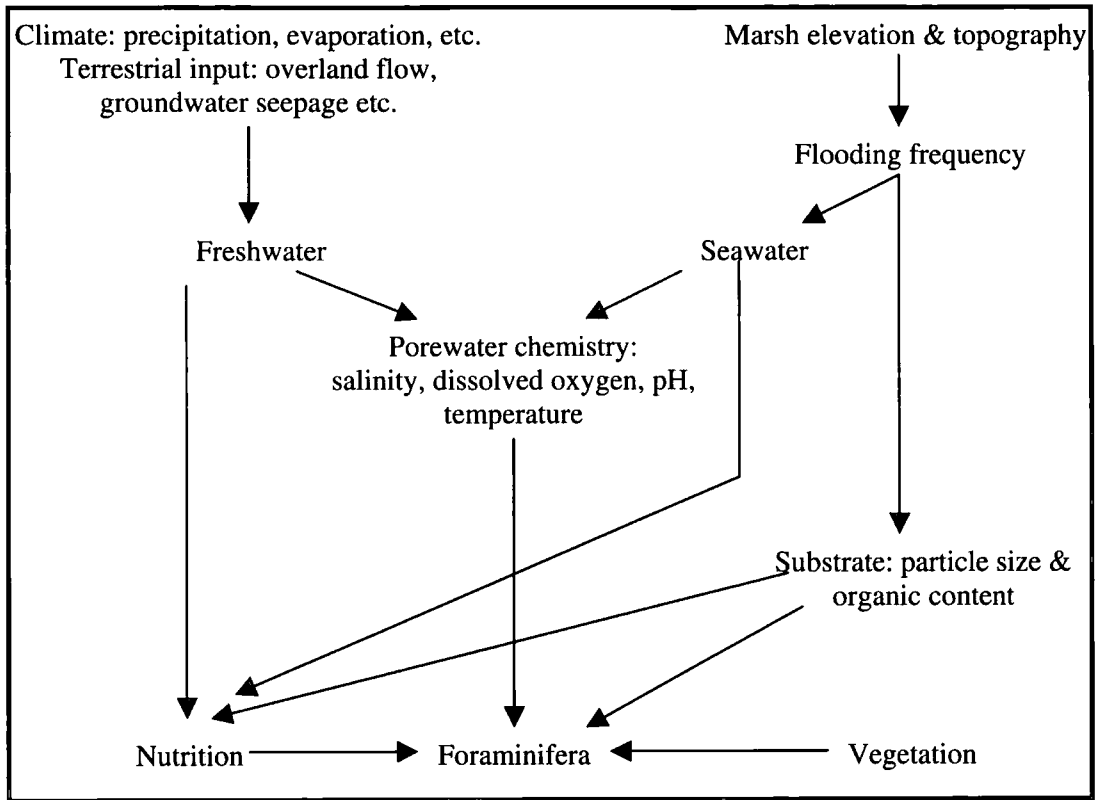 Climate: precipitation, evaporation, etc.
Terrestrial input: overland flow,
groundwater seepage etc.
Marsh elevation & topography
Flooding frequency
Freshwater
Seawater
Porewater chemistry:
salinity, dissolved oxygen, pH,
temperature
Substrate: particle size &
organic content
Nutrition
Foraminifera
Vegetation